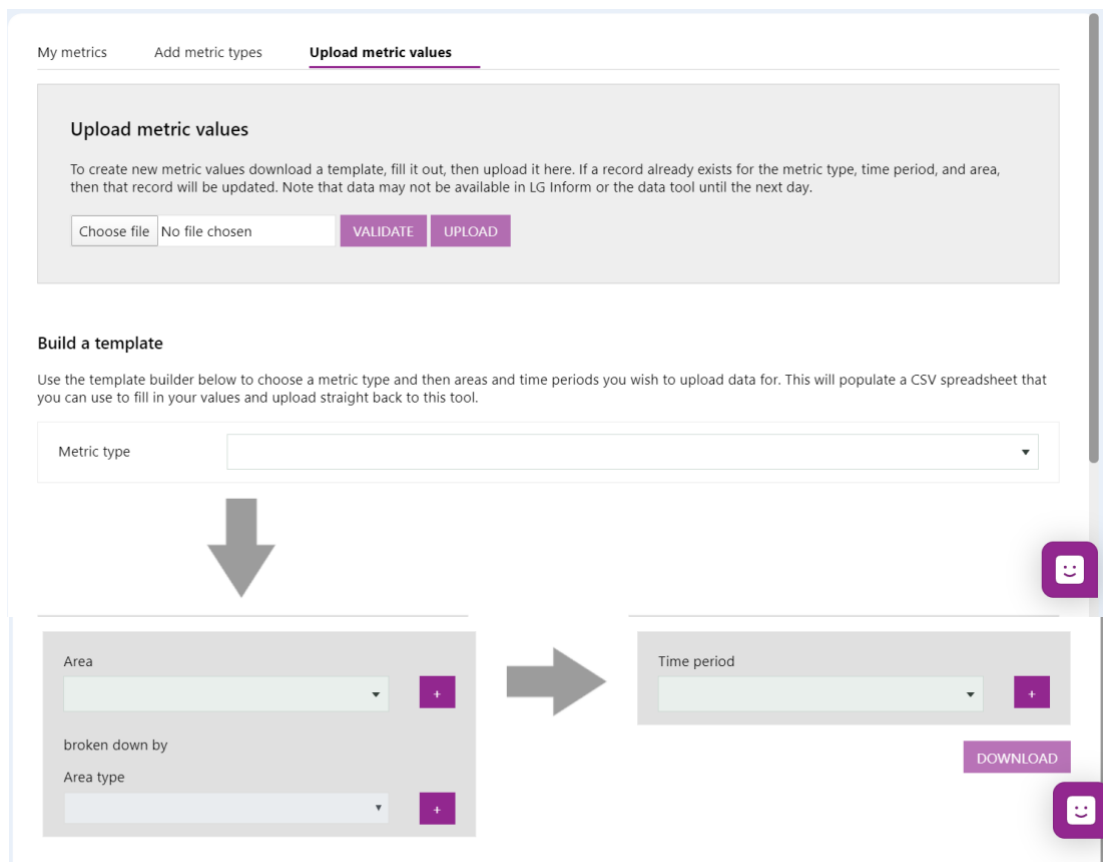 My metrics
Add metric types
Upload metric values
Upload metric values
To create new metric values download a template, fill it out, then upload it here. If a record already exists for the metric type, time period, and area,
then that record will be updated. Note that data may not be available in LG Inform or the data tool until the next day.
Choose file No file chosen VALIDATE UPLOAD
Build a template
Use the template builder below to choose a metric type and then areas and time periods you wish to upload data for. This will populate a CSV spreadsheet that
you can use to fill in your values and upload straight back to this tool.
Metric type
Area
+
broken down by
Area type
+
Time period
+
DOWNLOAD